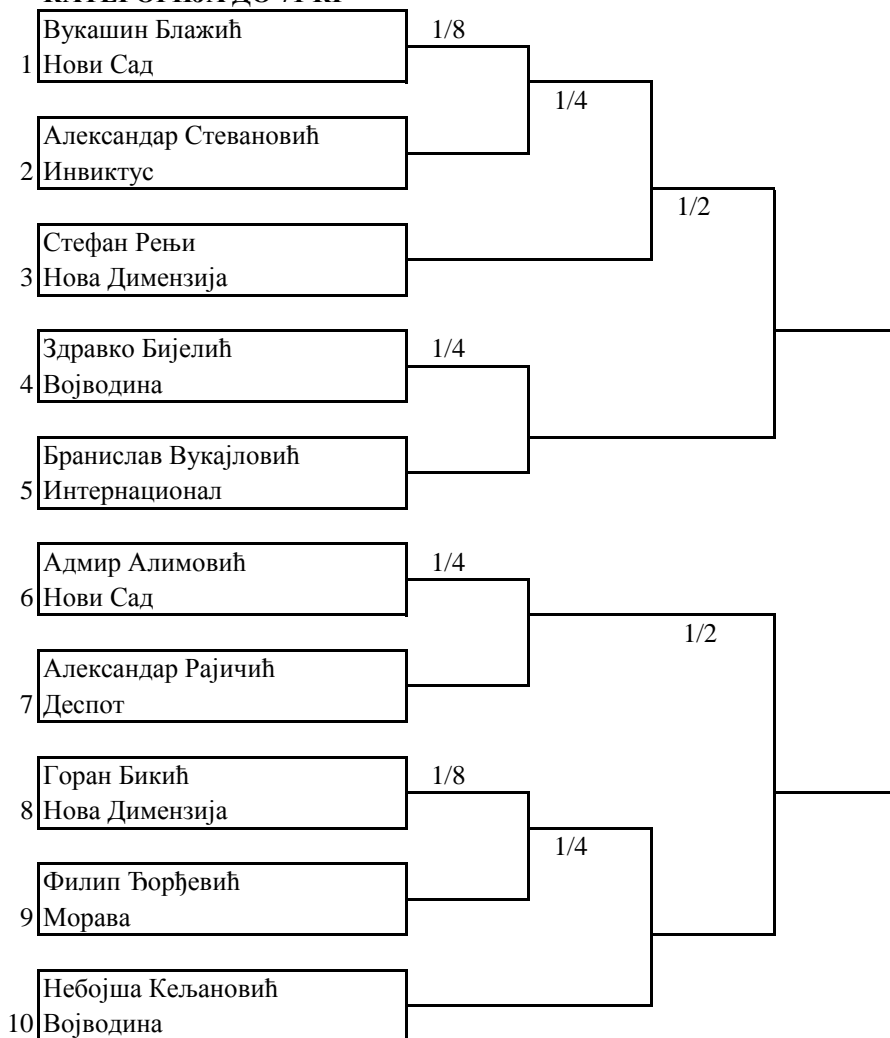 Вукашин Блажић
1/8
1 Нови Сад
1/4
Александар Стевановић
2 Инвиктус
1/2
Стефан Рењи
3 Нова Димензија
Здравко Бијелић
1/4
4 Војводина
Бранислав Вукајловић
5 Интернационал
Адмир Алимовић
1/4
6 Нови Сад
1/2
Александар Рајичић
7 Деспот
Горан Бикић
1/8
8 Нова Димензија
1/4
Филип Ђорђевић
9 Морава
Небојша Кељановић
10 Војводина